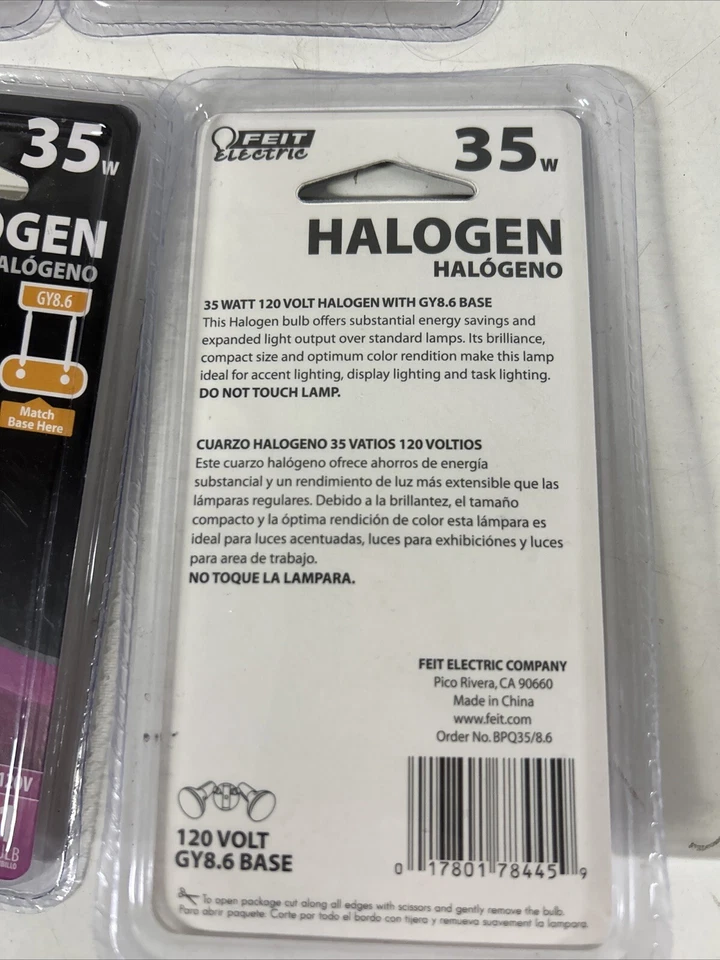 35w
OGEN
ALÓGENO
GY8.6
Match
Base Here
120V
FEIT
electric
35w
HALOGEN
HALÓGENO
35 WATT 120 VOLT HALOGEN WITH GY8.6 BASE
This Halogen bulb offers substantial energy savings and
expanded light output over standard lamps. Its brilliance,
compact size and optimum color rendition make this lamp
ideal for accent lighting, display lighting and task lighting.
DO NOT TOUCH LAMP.
CUARZO HALOGENO 35 VATIOS 120 VOLTIOS
Este cuarzo halógeno ofrece ahorros de energía
substancial y un rendimiento de luz más extensible que las
lámparas regulares. Debido a la brillantez, el tamaño
compacto y la óptima rendición de color esta lámpara es
ideal para luces acentuadas, luces para exhibiciónes y luces
para area de trabajo.
NO TOQUE LA LAMPARA.
FEIT ELECTRIC COMPANY
Pico Rivera, CA 90660
Made in China
www.feit.com
Order No. BPQ35/8.6
120 VOLT
GY8.6 BASE
0 17801 78445 9
To open package cut along all edges with scissors and gently remove the bulb.
Para abrir paquete: Corte por todo el bordo con tijera y remueva suavement la lampara.